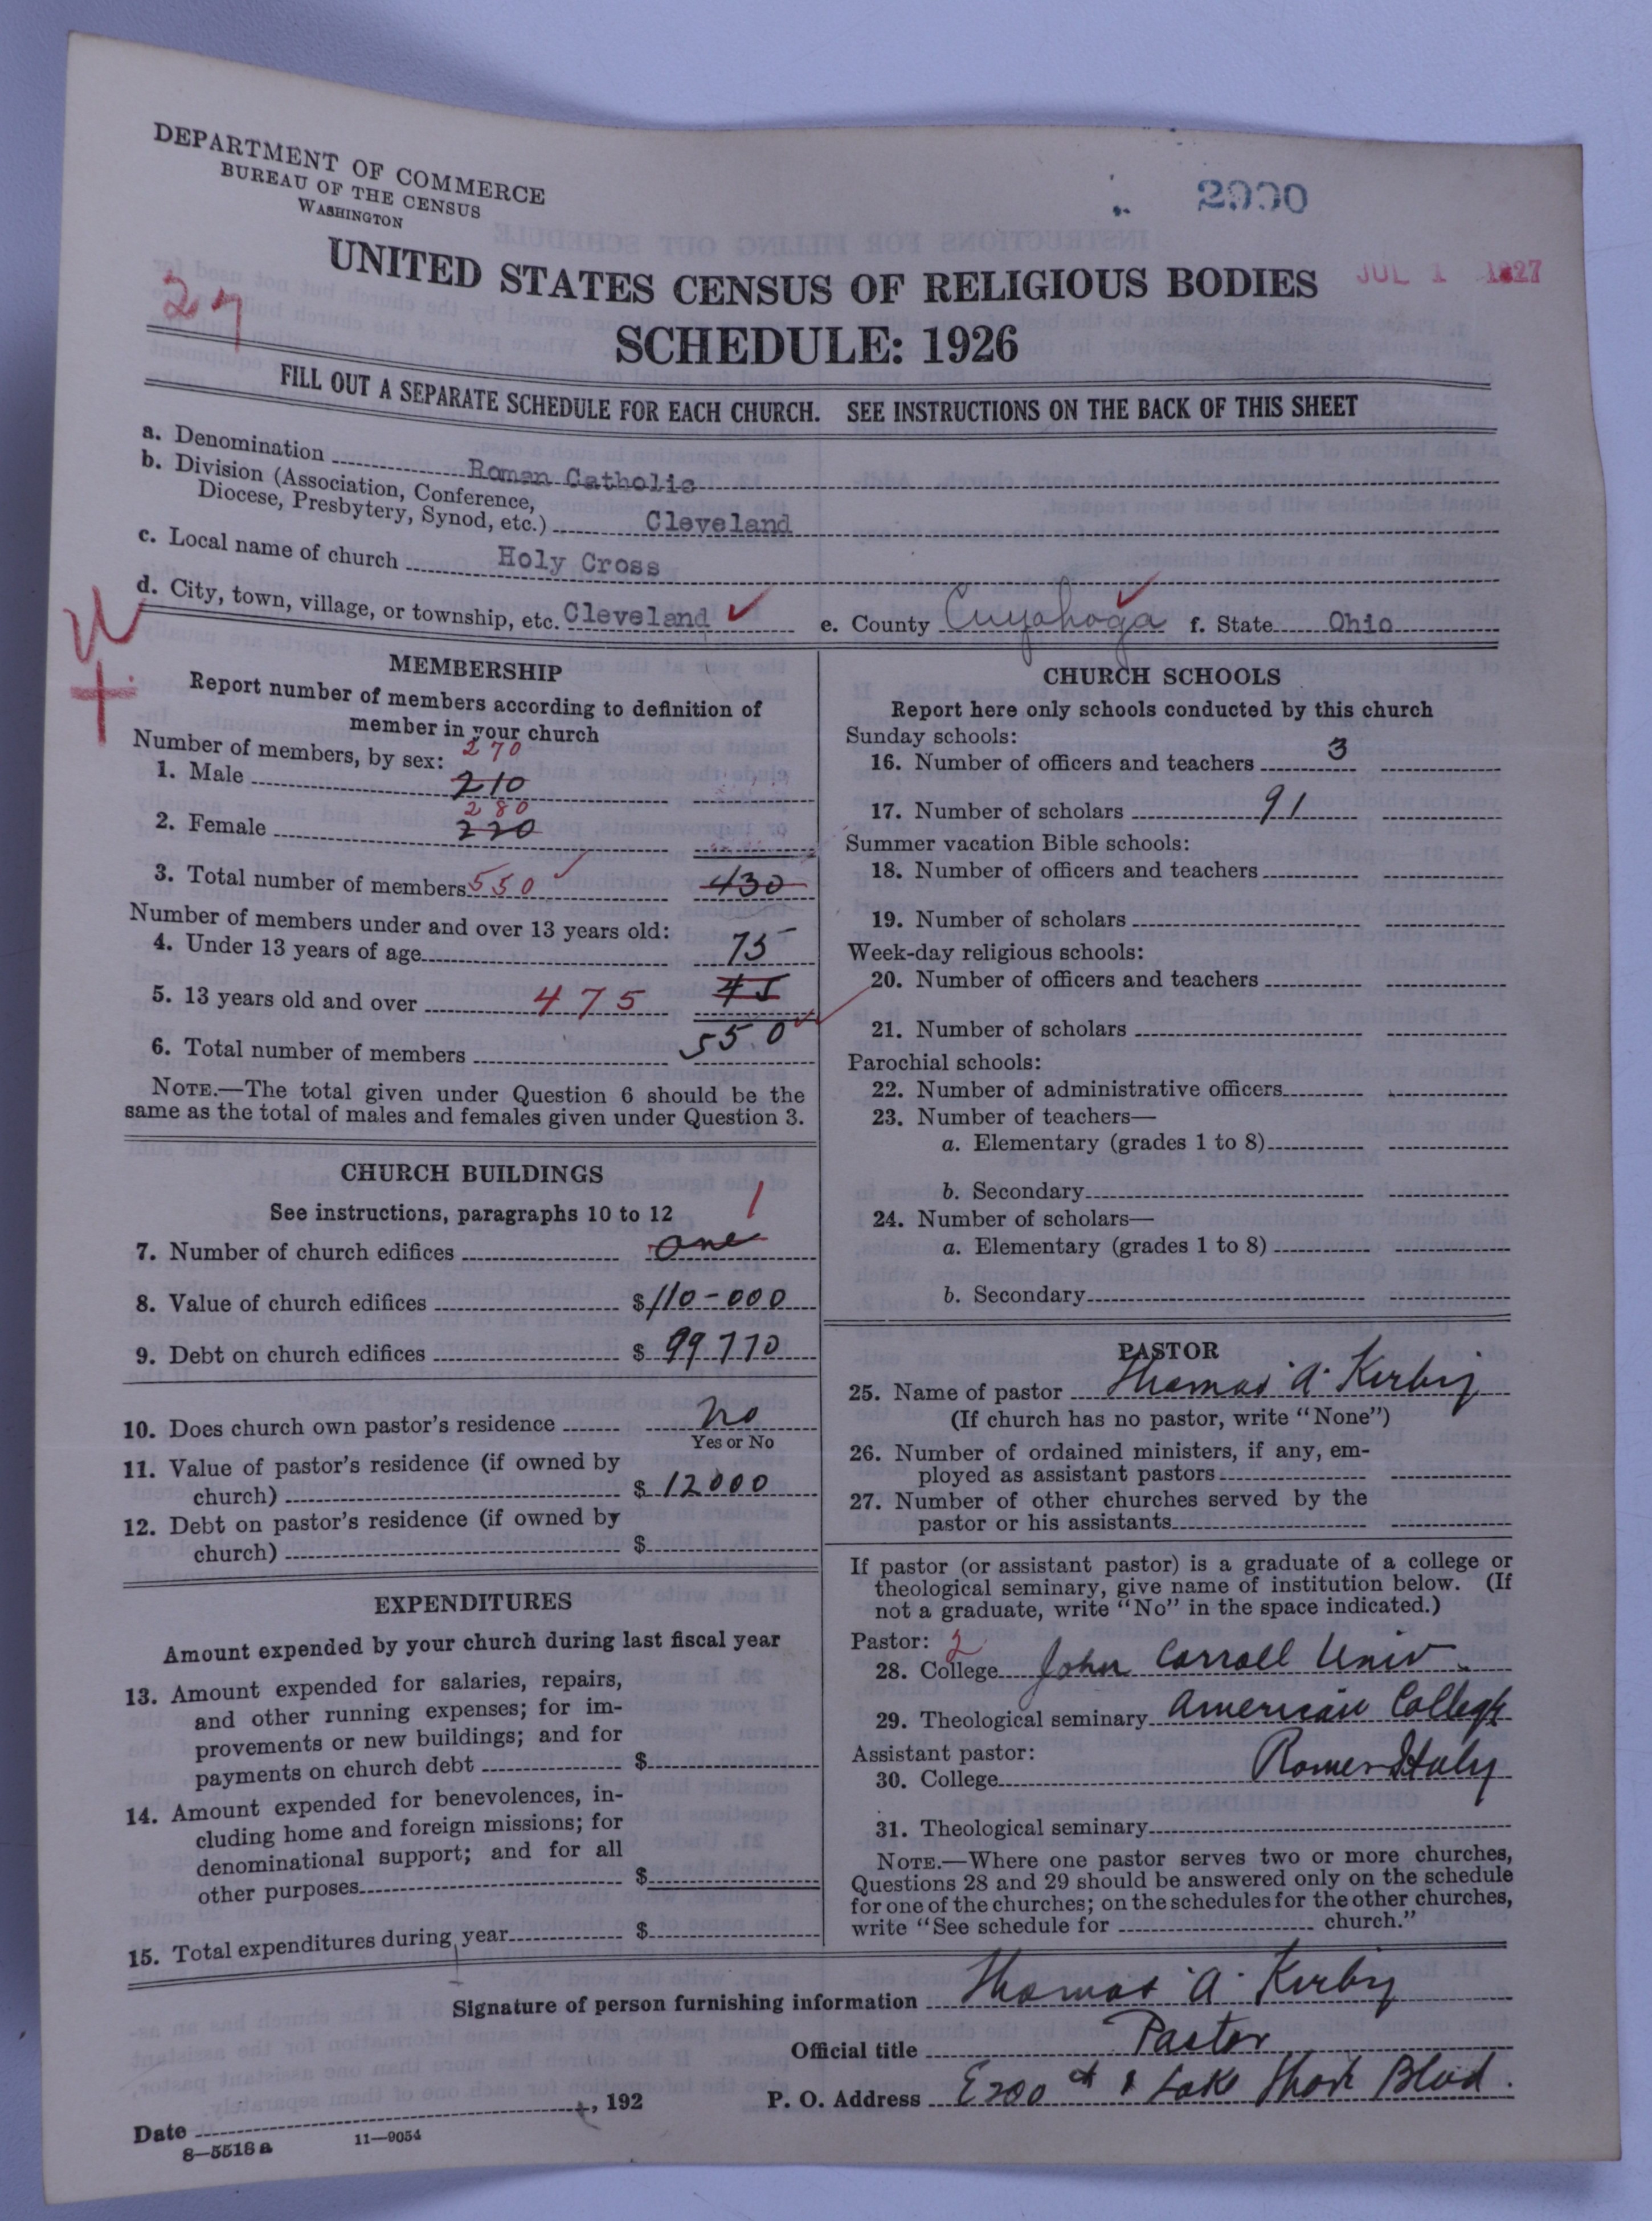 DEPARTMENT OF COMMERCE
BUREAU OF THE CENSUS
WASHINGTON
2900
JUL 1 1927
27
UNITED STATES CENSUS OF RELIGIOUS BODIES
SCHEDULE: 1926
FILL OUT A SEPARATE SCHEDULE FOR EACH CHURCH. SEE INSTRUCTIONS ON THE BACK OF THIS SHEET
a. Denomination Roman Catholic
b. Division (Association, Conference,
Diocese, Presbytery, Synod, etc.) Cleveland
c. Local name of church Holy Cross
d. City, town, village, or township, etc. Cleveland ✓ e. County Cuyahoga ✓ f. State Ohio
MEMBERSHIP
Report number of members according to definition of
member in your church
Number of members, by sex:
270
1. Male 210
280
2. Female 220
3. Total number of members 550 ✓ 430
Number of members under and over 13 years old:
4. Under 13 years of age 75
5. 13 years old and over 475 45
6. Total number of members 550 ✓
NOTE.—The total given under Question 6 should be the
same as the total of males and females given under Question 3.
CHURCH BUILDINGS
See instructions, paragraphs 10 to 12
1
7. Number of church edifices one
8. Value of church edifices $ 110-000
9. Debt on church edifices $ 99770
10. Does church own pastor's residence No
Yes or No
11. Value of pastor's residence (if owned by
church) $ 12000
12. Debt on pastor's residence (if owned by
church) $
EXPENDITURES
Amount expended by your church during last fiscal year
13. Amount expended for salaries, repairs,
and other running expenses; for im-
provements or new buildings; and for
payments on church debt $
14. Amount expended for benevolences, in-
cluding home and foreign missions; for
denominational support; and for all
other purposes $
15. Total expenditures during year $
CHURCH SCHOOLS
Report here only schools conducted by this church
Sunday schools:
16. Number of officers and teachers 3
17. Number of scholars 91
Summer vacation Bible schools:
18. Number of officers and teachers
19. Number of scholars
Week-day religious schools:
20. Number of officers and teachers
21. Number of scholars
Parochial schools:
22. Number of administrative officers
23. Number of teachers—
a. Elementary (grades 1 to 8)
b. Secondary
24. Number of scholars—
a. Elementary (grades 1 to 8)
b. Secondary
PASTOR
25. Name of pastor Thomas A. Kirby
(If church has no pastor, write "None")
26. Number of ordained ministers, if any, em-
ployed as assistant pastors
27. Number of other churches served by the
pastor or his assistants
If pastor (or assistant pastor) is a graduate of a college or
theological seminary, give name of institution below. (If
not a graduate, write "No" in the space indicated.)
Pastor: 2
28. College John Carroll Univ.
29. Theological seminary American College
Assistant pastor: Rome Italy
30. College
31. Theological seminary
NOTE.—Where one pastor serves two or more churches,
Questions 28 and 29 should be answered only on the schedule
for one of the churches; on the schedules for the other churches,
write "See schedule for church."
Signature of person furnishing information Thomas A. Kirby
Official title Pastor
P. O. Address E 200 st & Lake Shore Blvd.
Date , 192
8—5518 a 11—9054